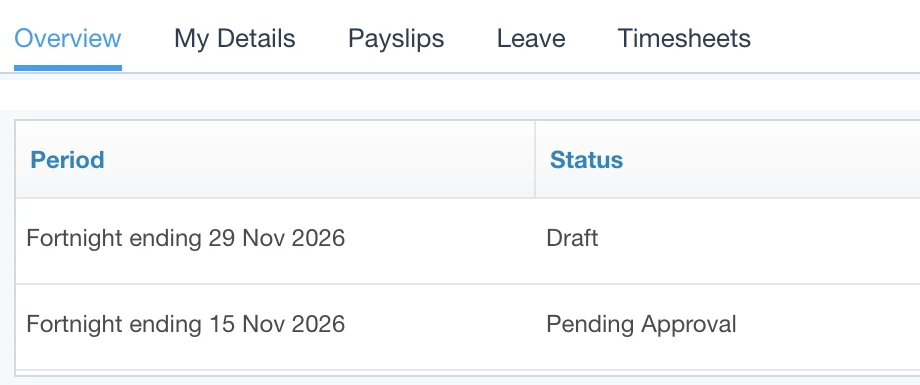 Overview My Details Payslips Leave Timesheets
Period Status
Fortnight ending 29 Nov 2026 Draft
Fortnight ending 15 Nov 2026 Pending Approval